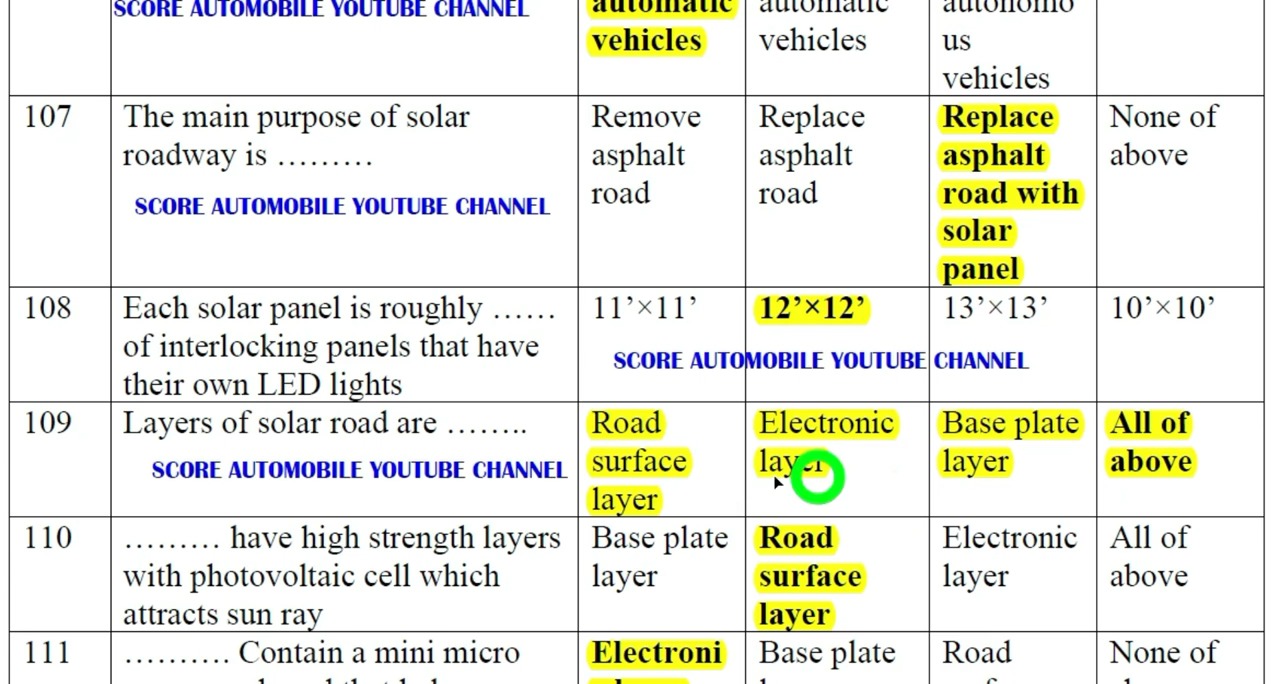 SCORE AUTOMOBILE YOUTUBE CHANNEL
automatic
vehicles
automatic
vehicles
autonomo
us
vehicles
107
The main purpose of solar
roadway is ………
SCORE AUTOMOBILE YOUTUBE CHANNEL
Remove
asphalt
road
Replace
asphalt
road
Replace
asphalt
road with
solar
panel
None of
above
108
Each solar panel is roughly ……
of interlocking panels that have
their own LED lights
11’×11’
12’×12’
13’×13’
10’×10’
SCORE AUTOMOBILE YOUTUBE CHANNEL
109
Layers of solar road are ……..
SCORE AUTOMOBILE YOUTUBE CHANNEL
Road
surface
layer
Electronic
layer
Base plate
layer
All of
above
110
……… have high strength layers
with photovoltaic cell which
attracts sun ray
Base plate
layer
Road
surface
layer
Electronic
layer
All of
above
111
………. Contain a mini micro
Electroni
Base plate
Road
None of